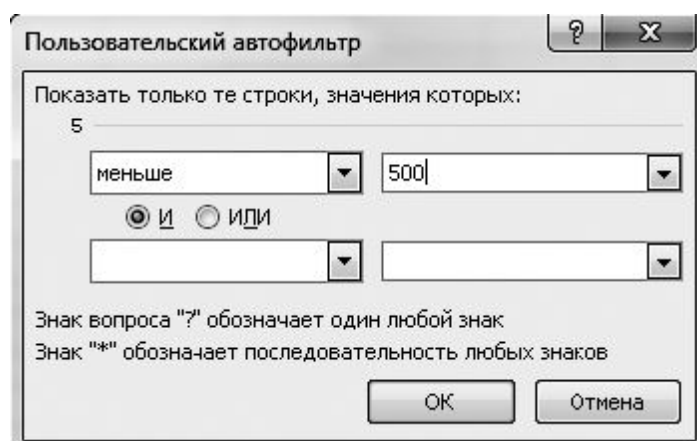 Пользовательский автофильтр
Показать только те строки, значения которых:
5
меньше 500
И ИЛИ
Знак вопроса "?" обозначает один любой знак
Знак "*" обозначает последовательность любых знаков
ОК Отмена